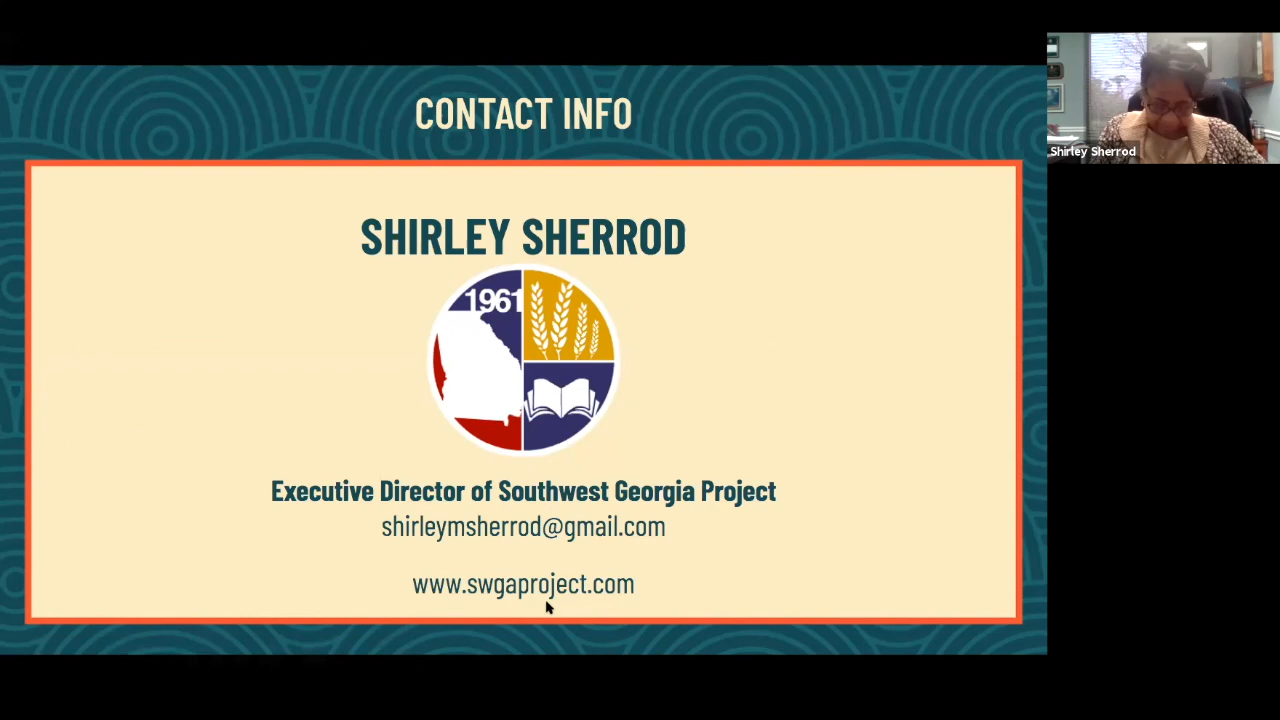 CONTACT INFO
Shirley Sherrod
SHIRLEY SHERROD
1961
Executive Director of Southwest Georgia Project
shirleymsherrod@gmail.com
www.swgaproject.com